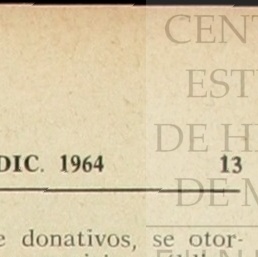 CENT
EST
DE H
DIC. 1964 13
DE M
e donativos, se otor-